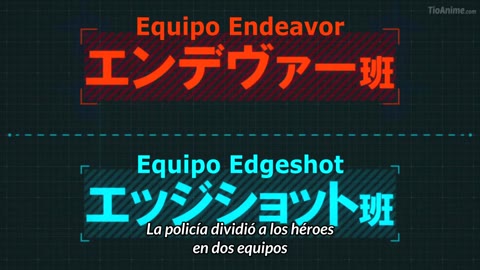 TioAnime.com
Equipo Endeavor
エンデヴァー班
Equipo Edgeshot
エッジショット班
La policía dividió a los héroes
en dos equipos